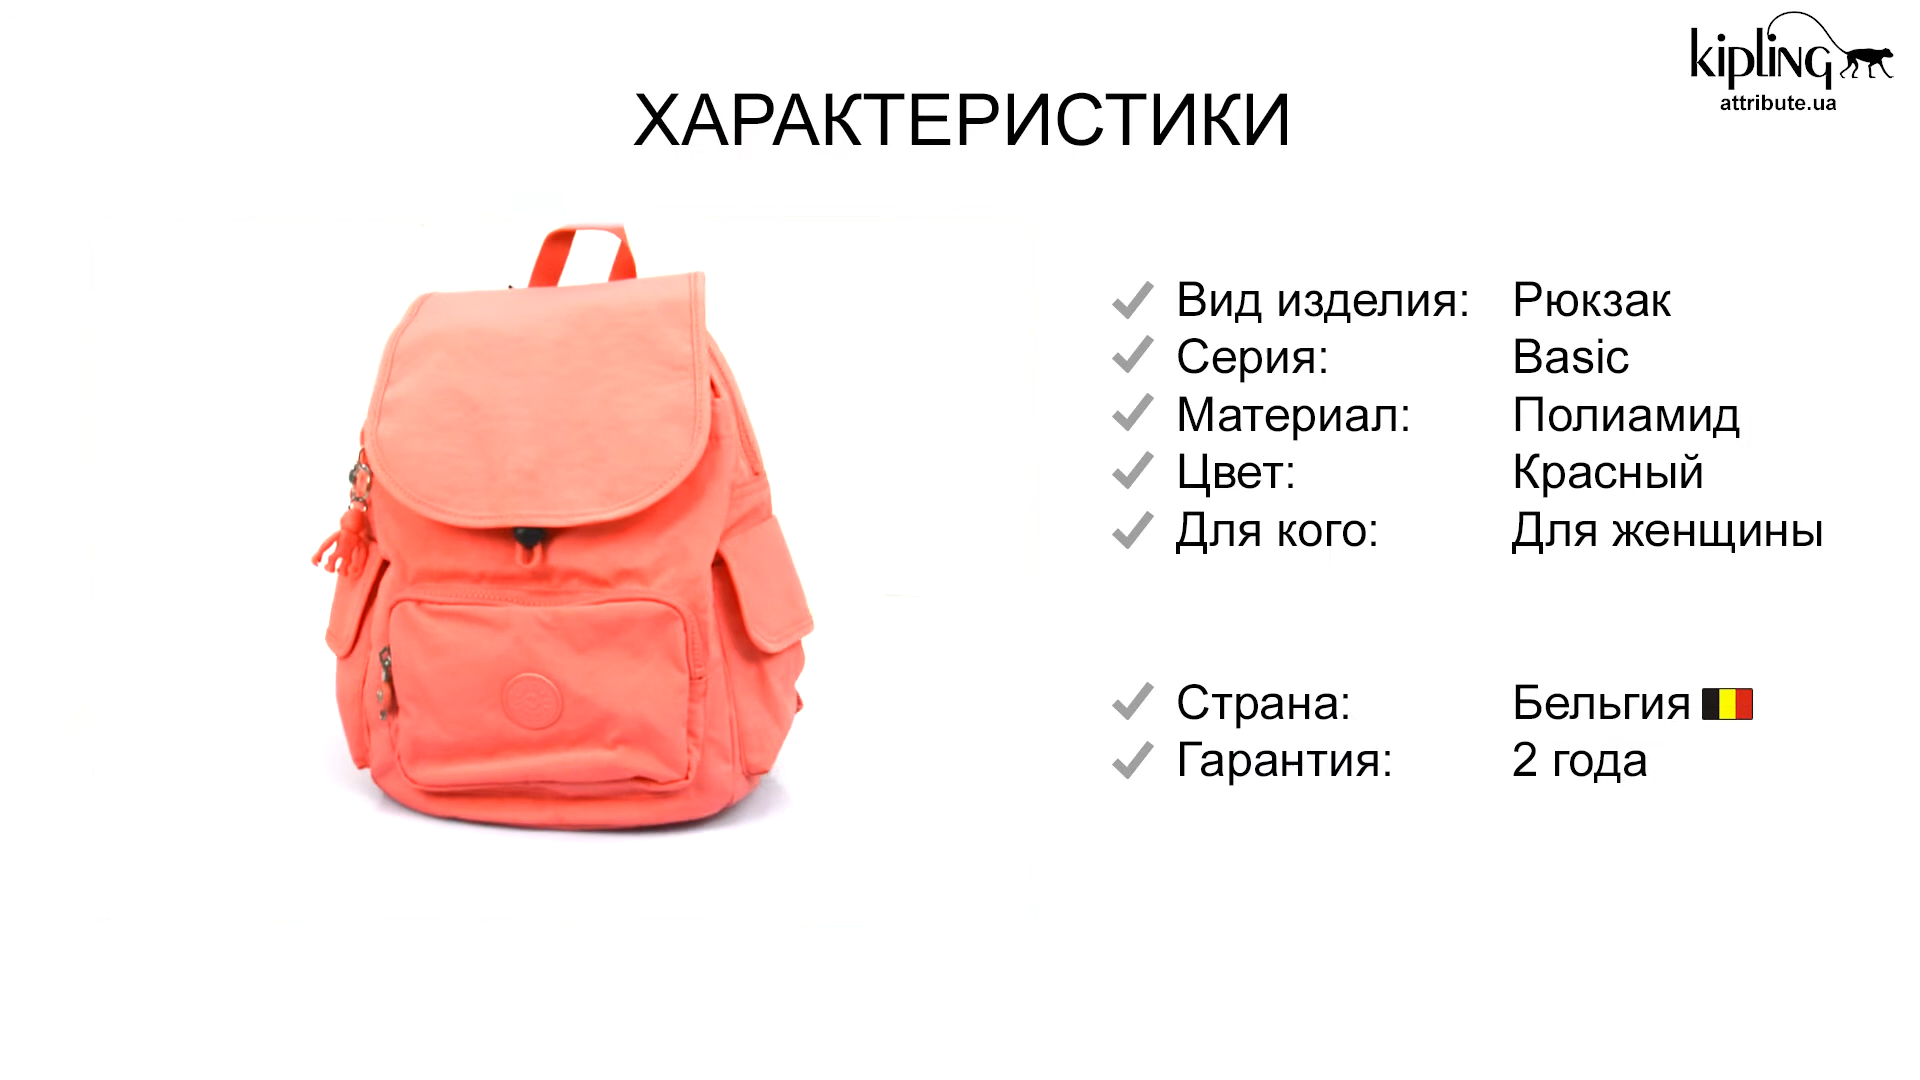 kipling
attribute.ua
ХАРАКТЕРИСТИКИ
Вид изделия: Рюкзак
Серия: Basic
Материал: Полиамид
Цвет: Красный
Для кого: Для женщины
Страна: Бельгия
Гарантия: 2 года